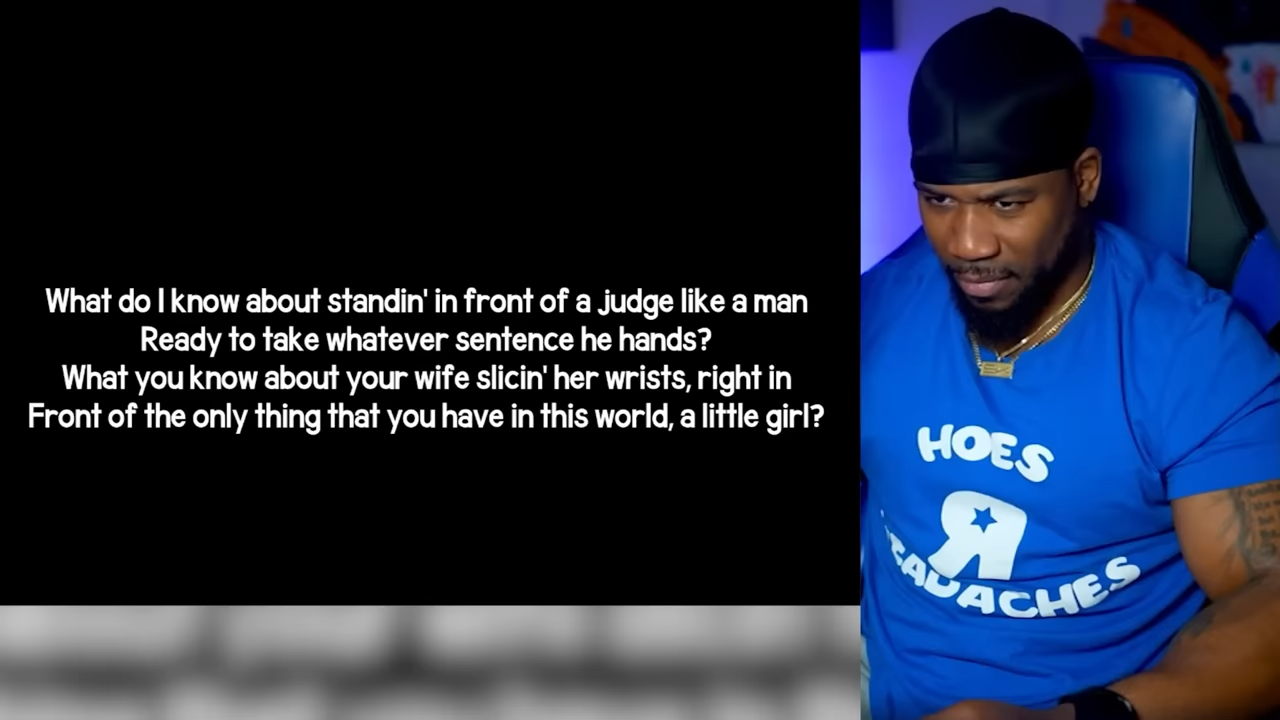 What do I know about standin' in front of a judge like a man
Ready to take whatever sentence he hands?
What you know about your wife slicin' her wrists, right in
Front of the only thing that you have in this world, a little girl?
HOES
R
HEADACHES